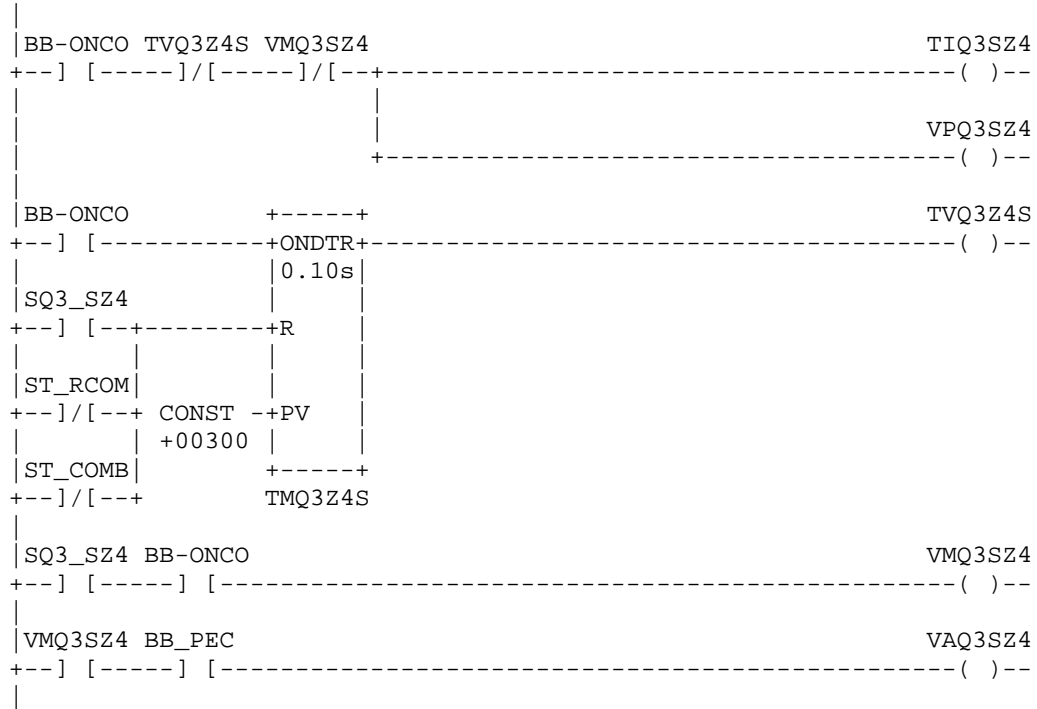 |
|BB-ONCO TVQ3Z4S VMQ3SZ4                                     TIQ3SZ4
+--] [-----]/[-----]/[--+---------------------------------------( )--
|                       |
|                       |                                    VPQ3SZ4
|                       +---------------------------------------( )--
|
|BB-ONCO         +-----+                                     TVQ3Z4S
+--] [-----------+ONDTR+----------------------------------------( )--
|                |0.10s|
|SQ3_SZ4         |     |
+--] [--+--------+R    |
|       |        |     |
|ST_RCOM|        |     |
+--]/[--+ CONST -+PV   |
|       | +00300 |     |
|ST_COMB|        +-----+
+--]/[--+        TMQ3Z4S
|
|SQ3_SZ4 BB-ONCO                                             VMQ3SZ4
+--] [-----] [--------------------------------------------------( )--
|
|VMQ3SZ4 BB_PEC                                              VAQ3SZ4
+--] [-----] [--------------------------------------------------( )--
|